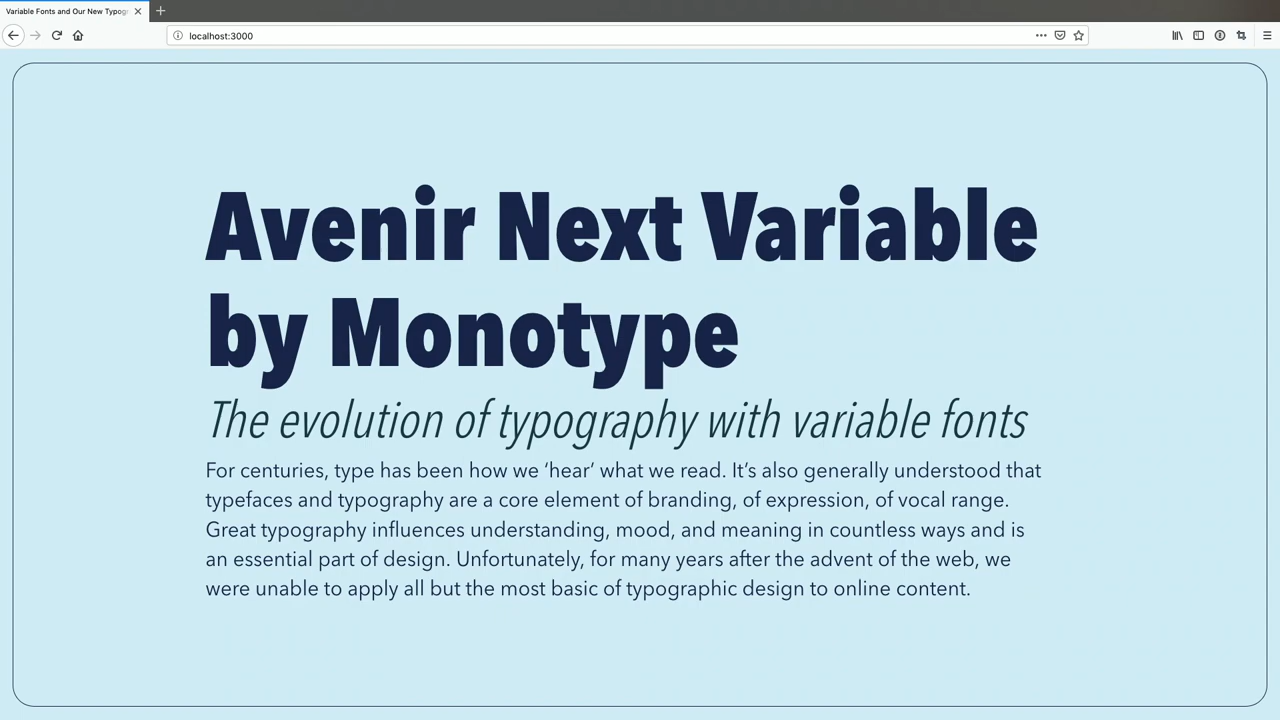 Variable Fonts and Our New Typog
localhost:3000
Avenir Next Variable
by Monotype
The evolution of typography with variable fonts
For centuries, type has been how we ‘hear’ what we read. It’s also generally understood that
typefaces and typography are a core element of branding, of expression, of vocal range.
Great typography influences understanding, mood, and meaning in countless ways and is
an essential part of design. Unfortunately, for many years after the advent of the web, we
were unable to apply all but the most basic of typographic design to online content.